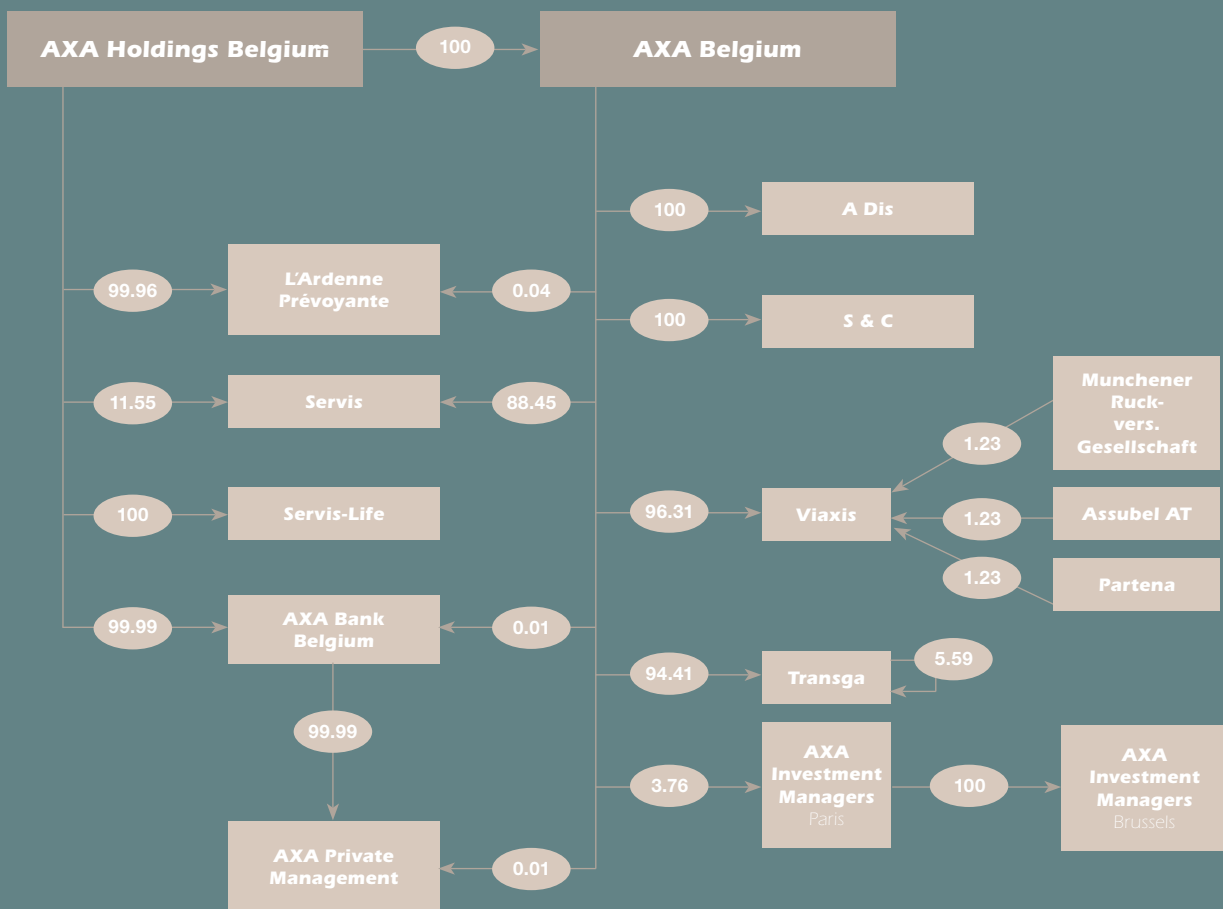 AXA Holdings Belgium
100
AXA Belgium
100
A Dis
99.96
L'Ardenne
Prévoyante
0.04
100
S & C
11.55
Servis
88.45
Munchener
Ruck-
vers.
Gesellschaft
1.23
100
Servis-Life
96.31
Viaxis
1.23
Assubel AT
1.23
Partena
99.99
AXA Bank
Belgium
0.01
94.41
Transga
5.59
99.99
3.76
AXA
Investment
Managers
Paris
100
AXA
Investment
Managers
Brussels
AXA Private
Management
0.01